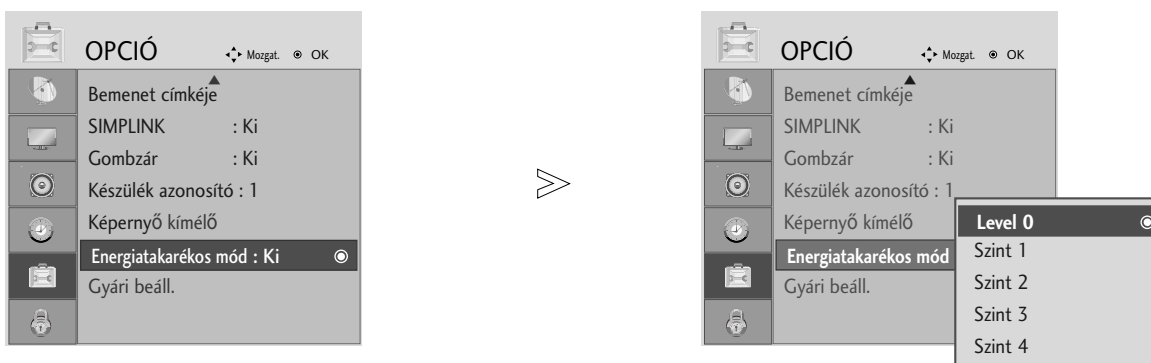 OPCIÓ Mozgat. OK
Bemenet címkéje
SIMPLINK : Ki
Gombzár : Ki
Készülék azonosító : 1
Képernyő kímélő
Energiatakarékos mód : Ki
Gyári beáll.
OPCIÓ Mozgat. OK
Bemenet címkéje
SIMPLINK : Ki
Gombzár : Ki
Készülék azonosító : 1
Képernyő kímélő
Energiatakarékos mód
Gyári beáll.
Level 0
Szint 1
Szint 2
Szint 3
Szint 4